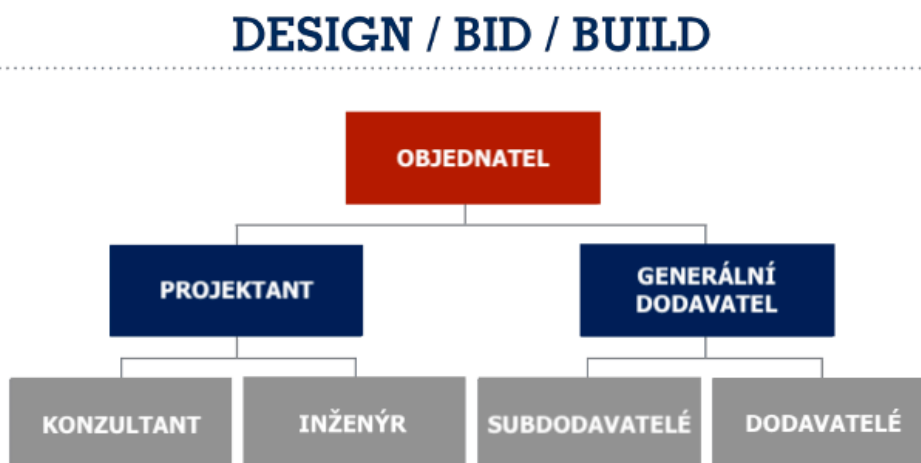 DESIGN / BID / BUILD
OBJEDNATEL
PROJEKTANT
GENERÁLNÍ
DODAVATEL
KONZULTANT
INŽENÝR
SUBDODAVATELÉ
DODAVATELÉ